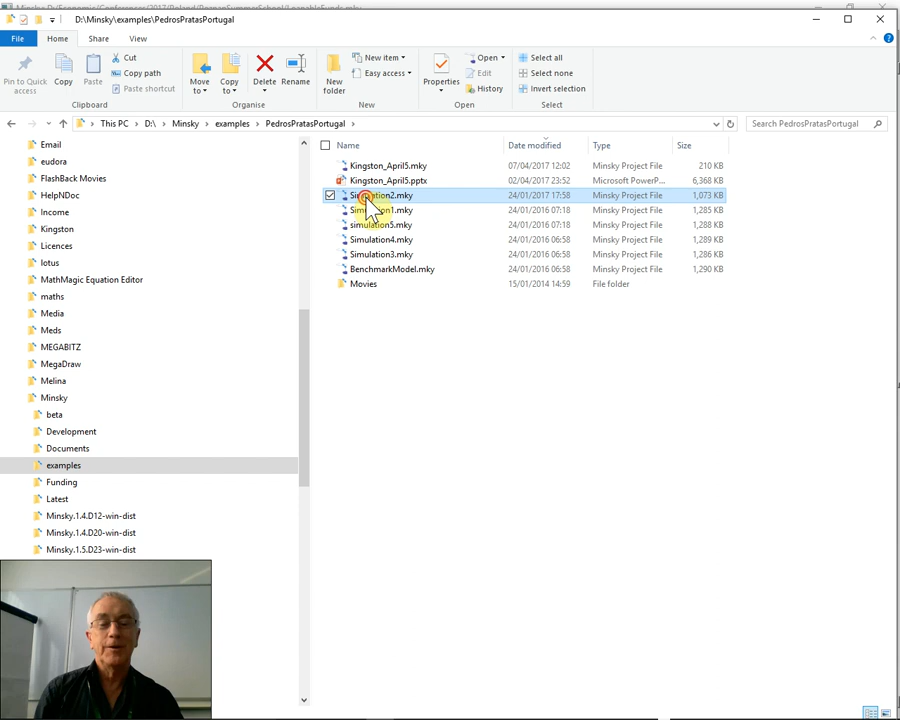 D:\Minsky\examples\PedrosPratasPortugal
File Home Share View
Pin to Quick access
Copy
Paste
Cut
Copy path
Paste shortcut
Clipboard
Move to
Copy to
Delete
Rename
Organise
New folder
New item
Easy access
New
Properties
Open
Edit
History
Open
Select all
Select none
Invert selection
Select
This PC > D:\ > Minsky > examples > PedrosPratasPortugal >
Search PedrosPratasPortugal
Name Date modified Type Size
Kingston_April5.mky 07/04/2017 12:02 Minsky Project File 210 KB
Kingston_April5.pptx 02/04/2017 23:52 Microsoft PowerP... 6,368 KB
Simulation2.mky 24/01/2017 17:58 Minsky Project File 1,073 KB
Simulation1.mky 24/01/2016 07:18 Minsky Project File 1,285 KB
simulation5.mky 24/01/2016 07:18 Minsky Project File 1,288 KB
Simulation4.mky 24/01/2016 06:58 Minsky Project File 1,289 KB
Simulation3.mky 24/01/2016 06:58 Minsky Project File 1,286 KB
BenchmarkModel.mky 24/01/2016 06:58 Minsky Project File 1,290 KB
Movies 15/01/2014 14:59 File folder
Email
eudora
FlashBack Movies
HelpNDoc
Income
Kingston
Licences
lotus
MathMagic Equation Editor
maths
Media
Meds
MEGABITZ
MegaDraw
Melina
Minsky
beta
Development
Documents
examples
Funding
Latest
Minsky.1.4.D12-win-dist
Minsky.1.4.D20-win-dist
Minsky.1.5.D23-win-dist